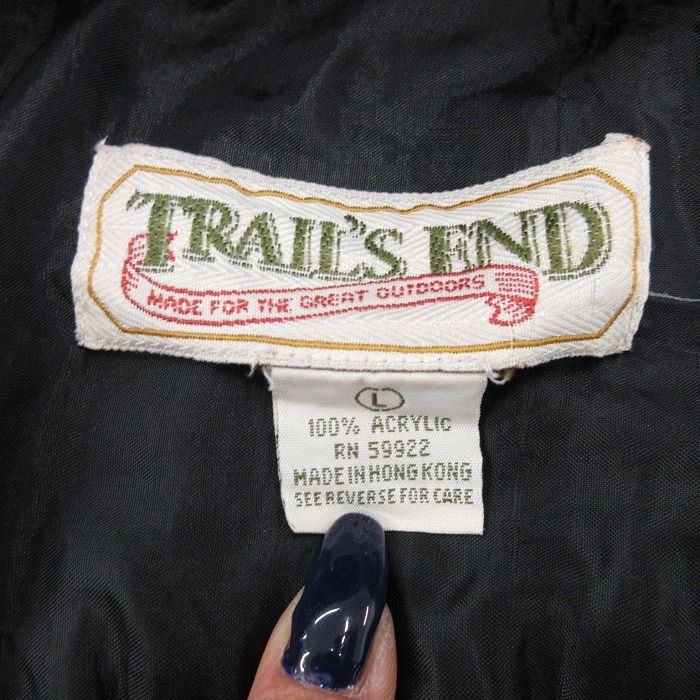 TRAIL'S END
MADE FOR THE GREAT OUTDOORS
L
100% ACRYLIC
RN 59922
MADE IN HONG KONG
SEE REVERSE FOR CARE